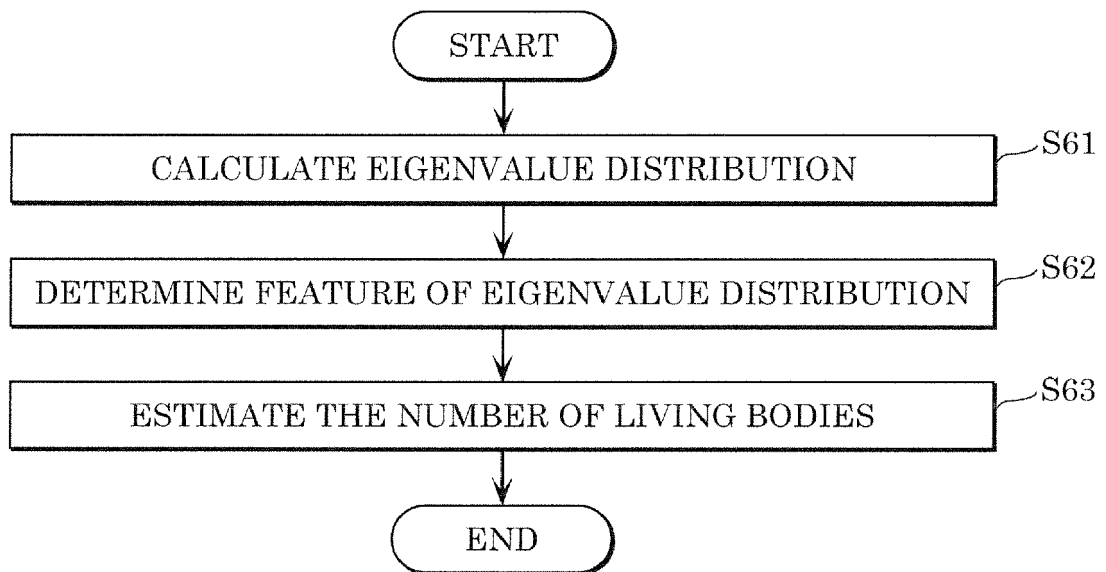 START
CALCULATE EIGENVALUE DISTRIBUTION
S61
DETERMINE FEATURE OF EIGENVALUE DISTRIBUTION
S62
ESTIMATE THE NUMBER OF LIVING BODIES
S63
END